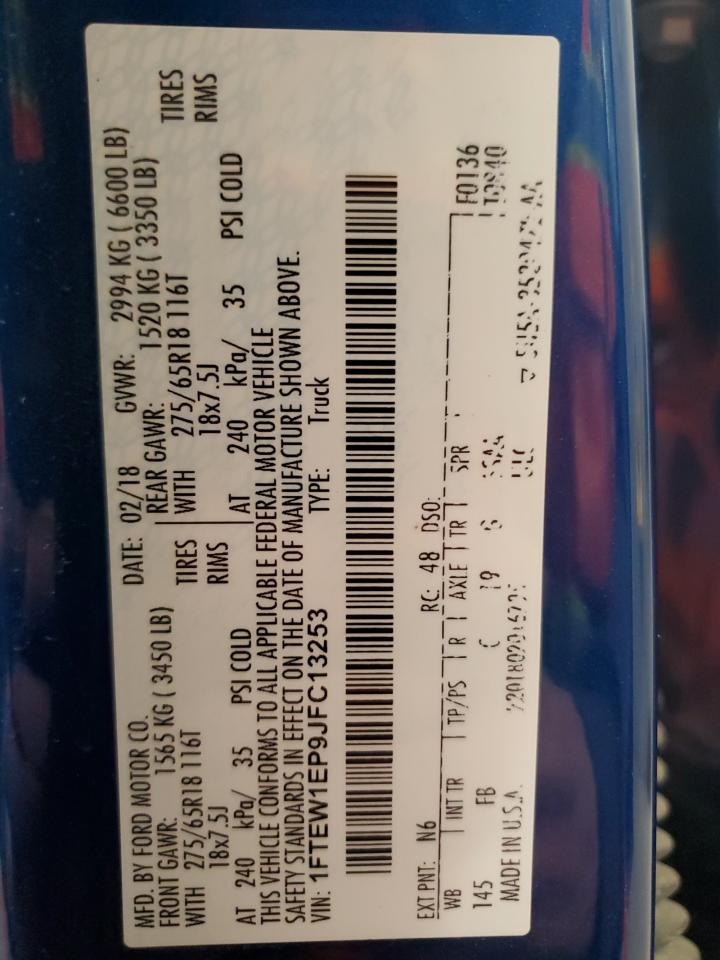 MFD. BY FORD MOTOR CO. DATE: 02/18 GVWR: 2994 KG ( 6600 LB)
FRONT GAWR: 1565 KG ( 3450 LB) REAR GAWR: 1520 KG ( 3350 LB)
WITH 275/65R18 116T TIRES WITH 275/65R18 116T TIRES
18x7.5J RIMS 18x7.5J RIMS
AT 240 kPa/ 35 PSI COLD AT 240 kPa/ 35 PSI COLD
THIS VEHICLE CONFORMS TO ALL APPLICABLE FEDERAL MOTOR VEHICLE
SAFETY STANDARDS IN EFFECT ON THE DATE OF MANUFACTURE SHOWN ABOVE.
VIN: 1FTEW1EP9JFC13253 TYPE: Truck
EXT PNT: N6 RC: 48 DSO:
WB INT TR TP/PS R AXLE TR SPR F0136
145 FB C 19
MADE IN U.S.A.